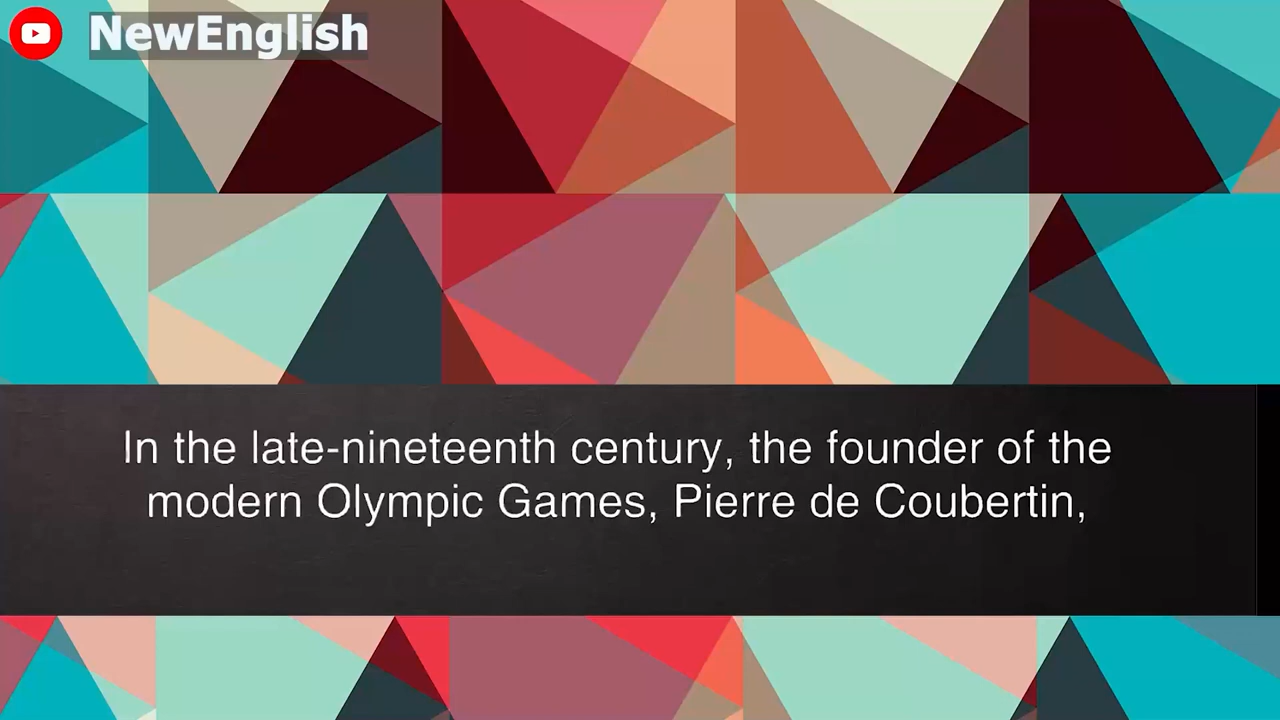 NewEnglish
In the late-nineteenth century, the founder of the
modern Olympic Games, Pierre de Coubertin,